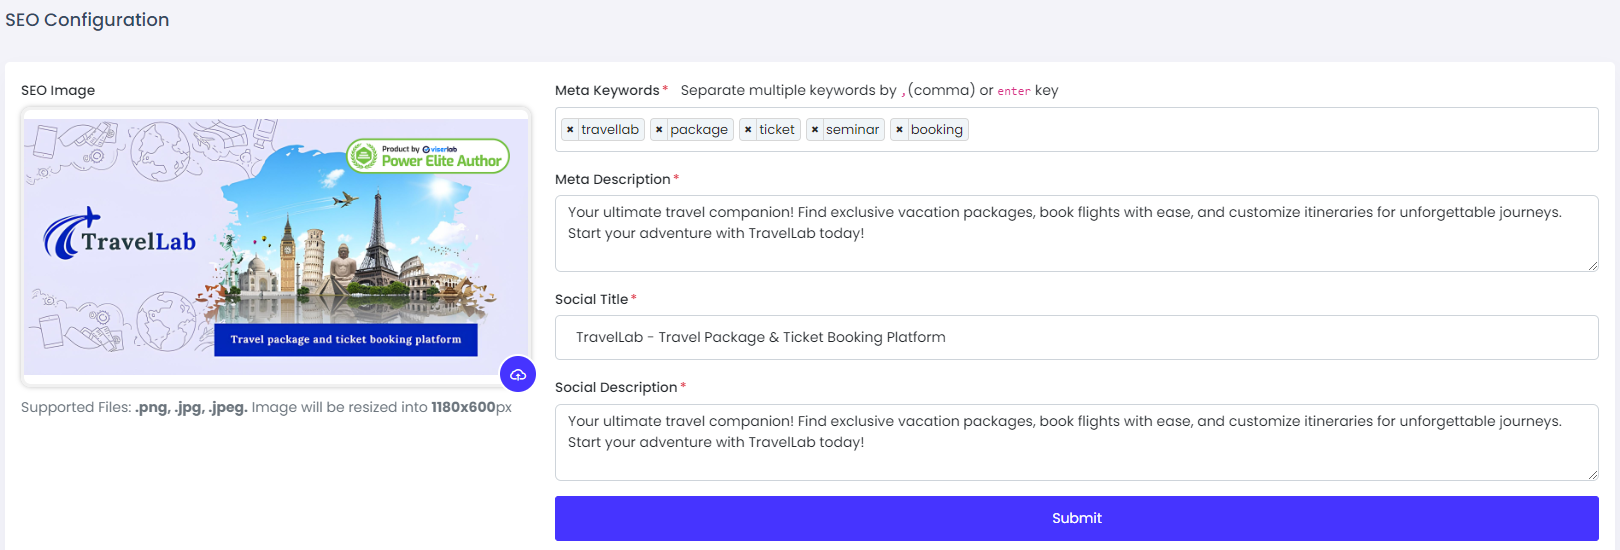 SEO Configuration
SEO Image
Product by viserlab
Power Elite Author
TravelLab
Travel package and ticket booking platform
Supported Files: .png, .jpg, .jpeg. Image will be resized into 1180x600px
Meta Keywords* Separate multiple keywords by ,(comma) or enter key
× travellab × package × ticket × seminar × booking
Meta Description*
Your ultimate travel companion! Find exclusive vacation packages, book flights with ease, and customize itineraries for unforgettable journeys.
Start your adventure with TravelLab today!
Social Title*
TravelLab - Travel Package & Ticket Booking Platform
Social Description*
Your ultimate travel companion! Find exclusive vacation packages, book flights with ease, and customize itineraries for unforgettable journeys.
Start your adventure with TravelLab today!
Submit